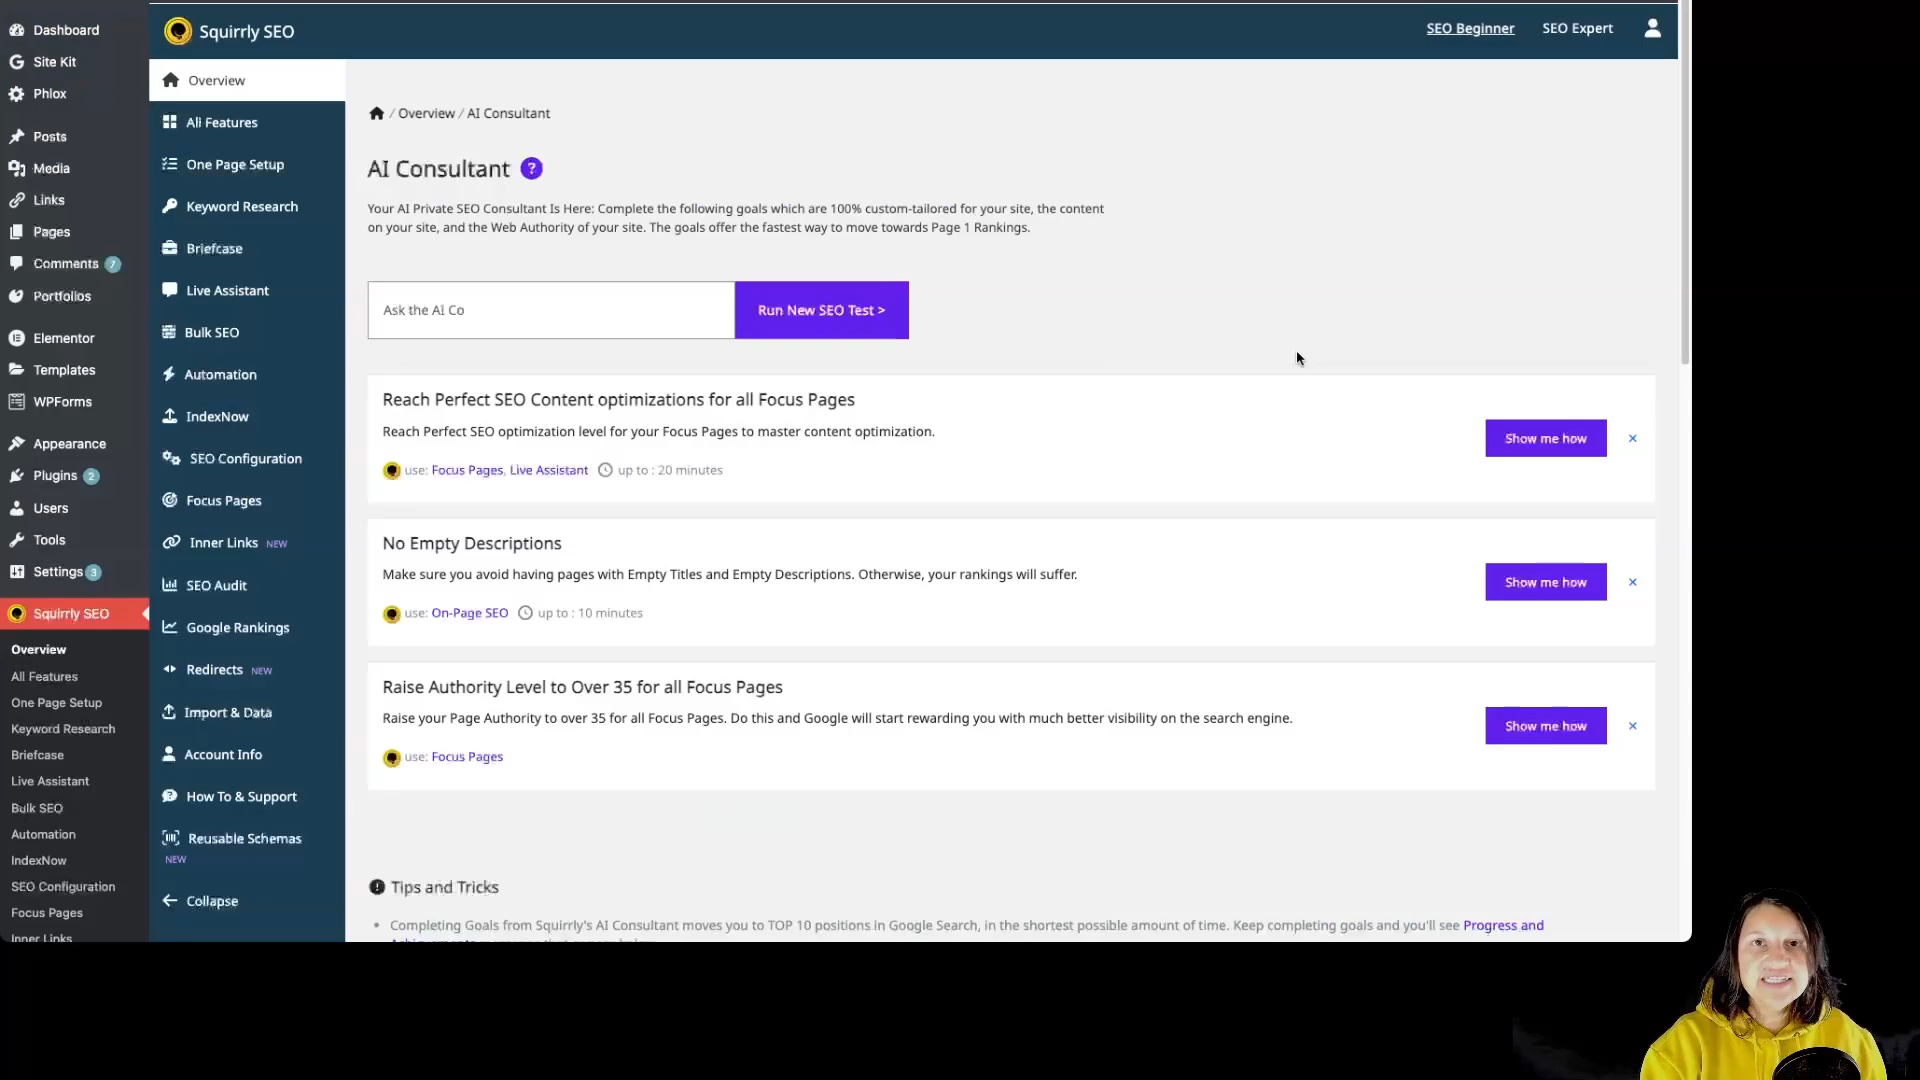 Dashboard
Site Kit
Phlox
Posts
Media
Links
Pages
Comments 7
Portfolios
Elementor
Templates
WPForms
Appearance
Plugins 2
Users
Tools
Settings 3
Squirrly SEO
Overview
All Features
One Page Setup
Keyword Research
Briefcase
Live Assistant
Bulk SEO
Automation
IndexNow
SEO Configuration
Focus Pages
Inner Links
Squirrly SEO
SEO Beginner
SEO Expert
Overview
All Features
One Page Setup
Keyword Research
Briefcase
Live Assistant
Bulk SEO
Automation
IndexNow
SEO Configuration
Focus Pages
Inner Links NEW
SEO Audit
Google Rankings
Redirects NEW
Import & Data
Account Info
How To & Support
Reusable Schemas
NEW
Collapse
/ Overview / AI Consultant
AI Consultant ?
Your AI Private SEO Consultant Is Here: Complete the following goals which are 100% custom-tailored for your site, the content
on your site, and the Web Authority of your site. The goals offer the fastest way to move towards Page 1 Rankings.
Ask the AI Co
Run New SEO Test >
Reach Perfect SEO Content optimizations for all Focus Pages
Reach Perfect SEO optimization level for your Focus Pages to master content optimization.
use: Focus Pages, Live Assistant up to : 20 minutes
Show me how ×
No Empty Descriptions
Make sure you avoid having pages with Empty Titles and Empty Descriptions. Otherwise, your rankings will suffer.
use: On-Page SEO up to : 10 minutes
Show me how ×
Raise Authority Level to Over 35 for all Focus Pages
Raise your Page Authority to over 35 for all Focus Pages. Do this and Google will start rewarding you with much better visibility on the search engine.
use: Focus Pages
Show me how ×
Tips and Tricks
• Completing Goals from Squirrly's AI Consultant moves you to TOP 10 positions in Google Search, in the shortest possible amount of time. Keep completing goals and you'll see Progress and